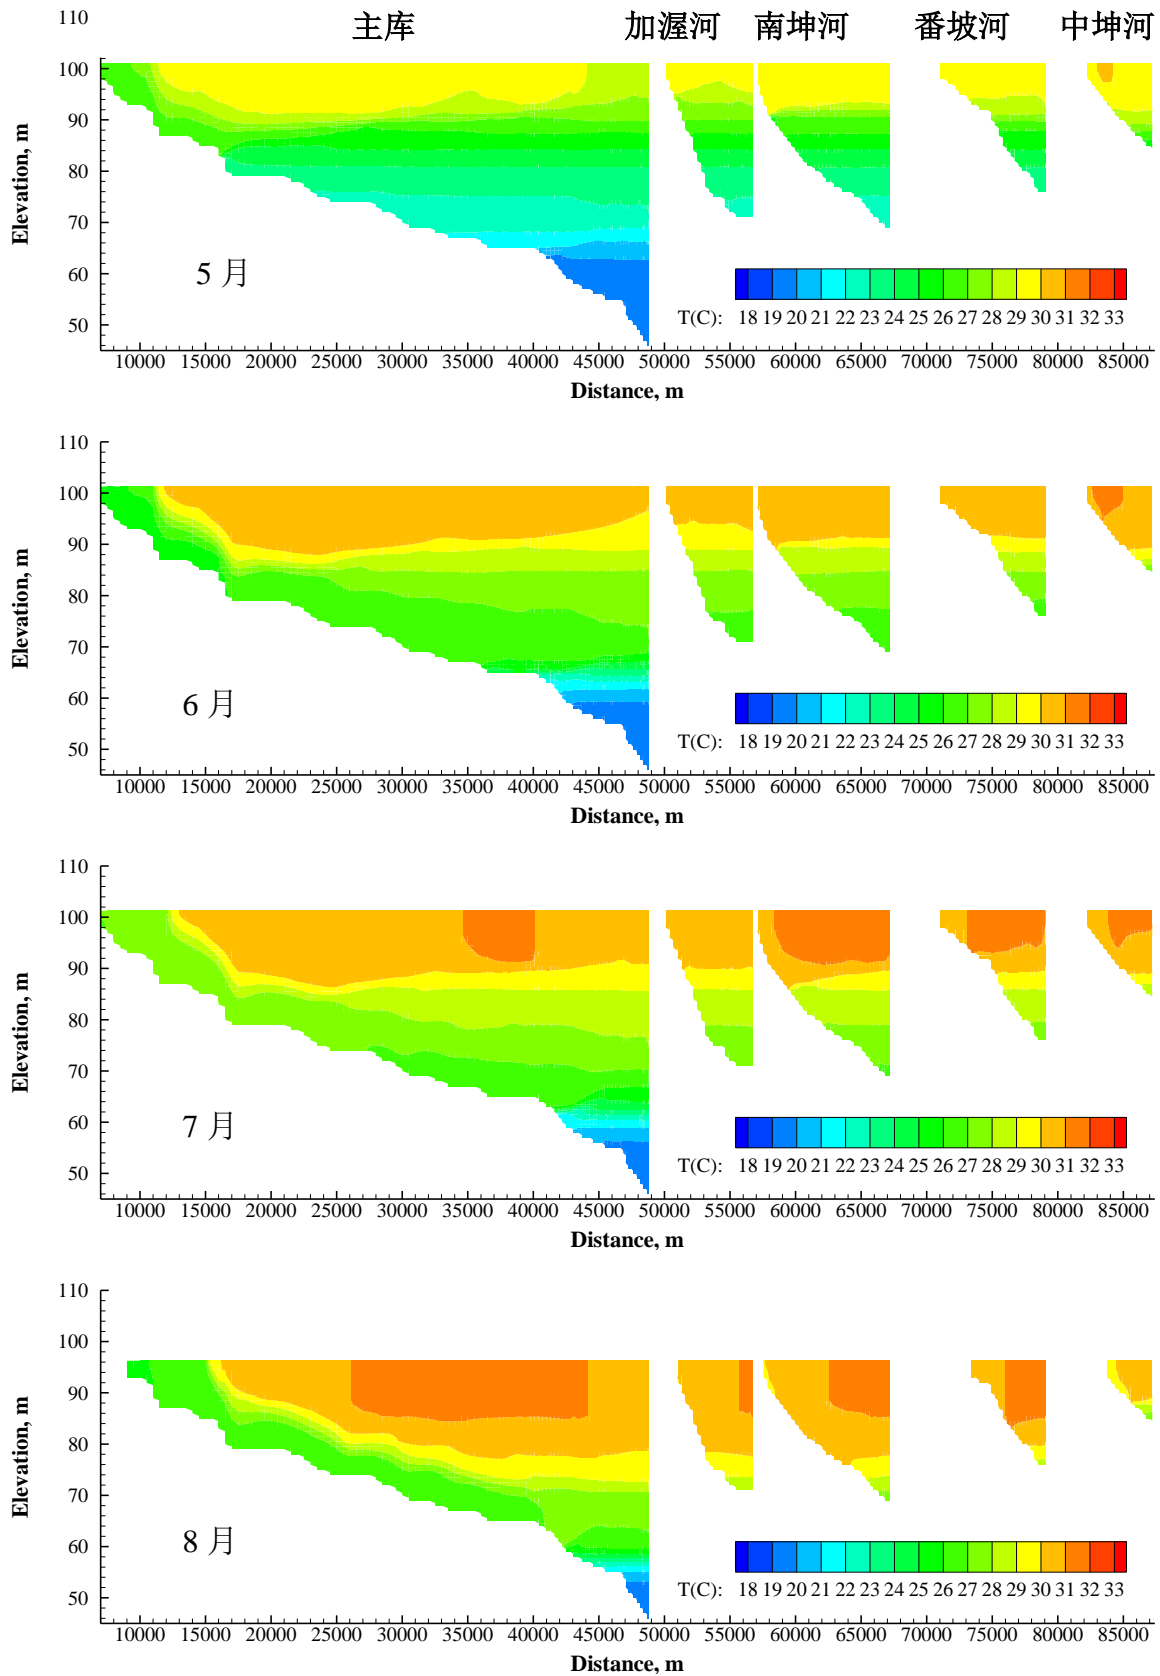 主库 加渥河 南坤河 番坡河 中坤河
110
100
90
80
70
60
50
Elevation, m
5 月
T(C): 18 19 20 21 22 23 24 25 26 27 28 29 30 31 32 33
10000 15000 20000 25000 30000 35000 40000 45000 50000 55000 60000 65000 70000 75000 80000 85000
Distance, m
110
100
90
80
70
60
50
Elevation, m
6 月
T(C): 18 19 20 21 22 23 24 25 26 27 28 29 30 31 32 33
10000 15000 20000 25000 30000 35000 40000 45000 50000 55000 60000 65000 70000 75000 80000 85000
Distance, m
110
100
90
80
70
60
50
Elevation, m
7 月
T(C): 18 19 20 21 22 23 24 25 26 27 28 29 30 31 32 33
10000 15000 20000 25000 30000 35000 40000 45000 50000 55000 60000 65000 70000 75000 80000 85000
Distance, m
110
100
90
80
70
60
50
Elevation, m
8 月
T(C): 18 19 20 21 22 23 24 25 26 27 28 29 30 31 32 33
10000 15000 20000 25000 30000 35000 40000 45000 50000 55000 60000 65000 70000 75000 80000 85000
Distance, m